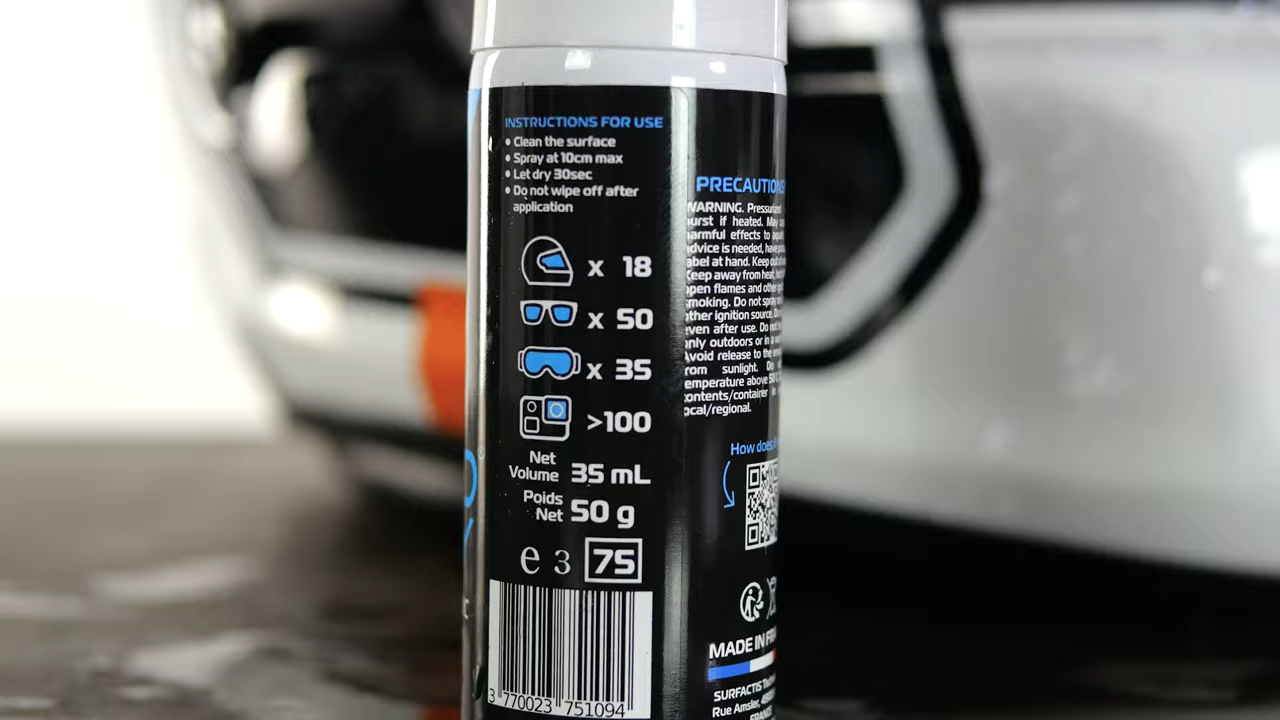 INSTRUCTIONS FOR USE
• Clean the surface
• Spray at 10cm max
• Let dry 30sec
• Do not wipe off after
application
x 18
x 50
x 35
>100
Net
Volume 35 mL
Poids
Net 50 g
e 3 75
3 770023 751094
PRECAUTIONS
WARNING. Pressurized
burst if heated. May
harmful effects to
advice is needed, have
label at hand. Keep out
Keep away from heat,
open flames and other
smoking. Do not spray
other ignition source.
even after use. Do
only outdoors or in a
Avoid release to the
from sunlight. Do
temperature above 50
contents/container
local/regional.
How does
MADE IN
SURFACTIS
Rue Amsler,
FRANCE